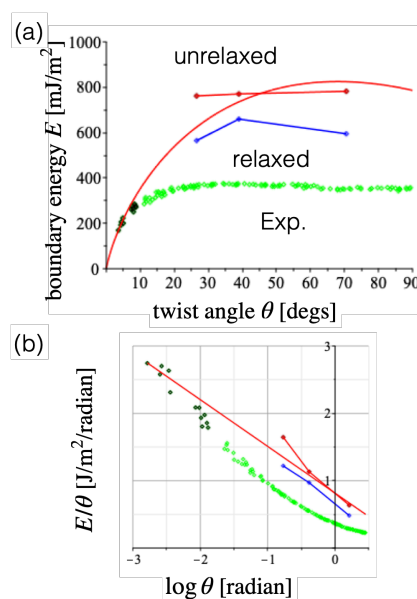 (a)
unrelaxed
relaxed
Exp.
boundary energy E [mJ/m²]
1000
800
600
400
200
0
0 10 20 30 40 50 60 70 80 90
twist angle θ [degs]
(b)
E/θ [J/m²/radian]
3
2
1
−3 −2 −1 0
log θ [radian]